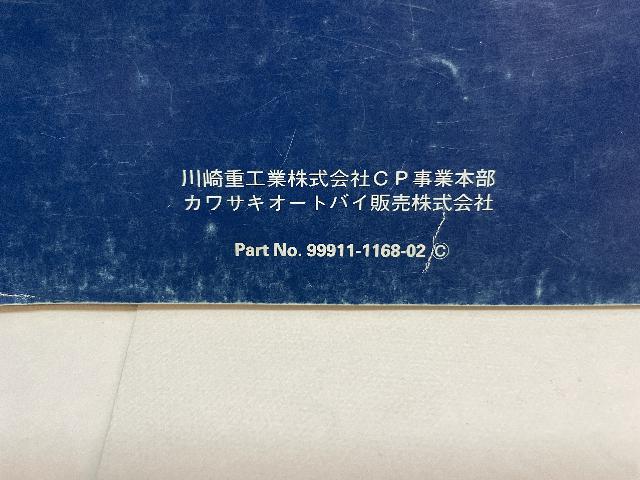 川崎重工業株式会社ＣＰ事業本部
カワサキオートバイ販売株式会社
Part No. 99911-1168-02 ©